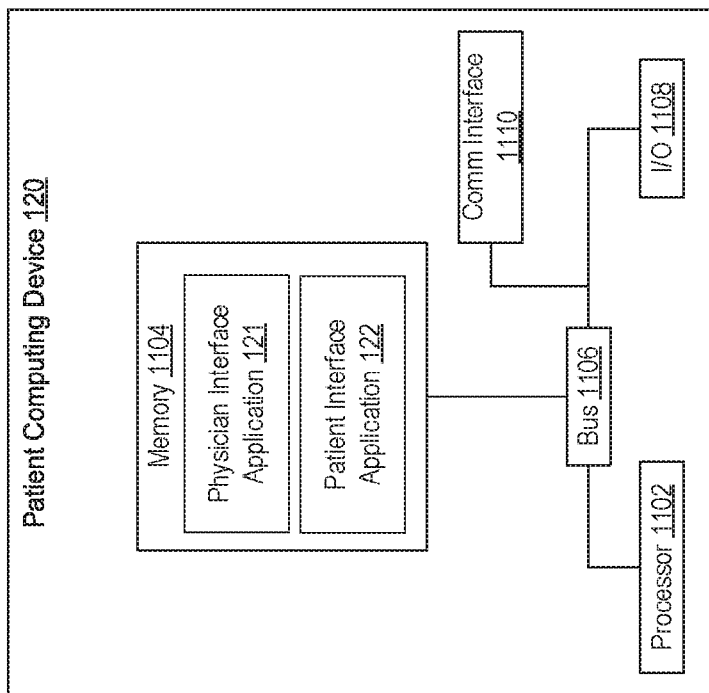 Patient Computing Device 120
Memory 1104
Physician Interface
Application 121
Patient Interface
Application 122
Comm Interface
1110
Bus 1106
Processor 1102
I/O 1108